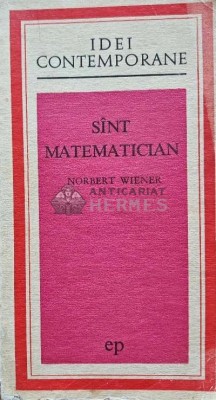 IDEI
CONTEMPORANE
SÎNT
MATEMATICIAN
NORBERT WIENER
ANTICARIAT
HERMES
ep